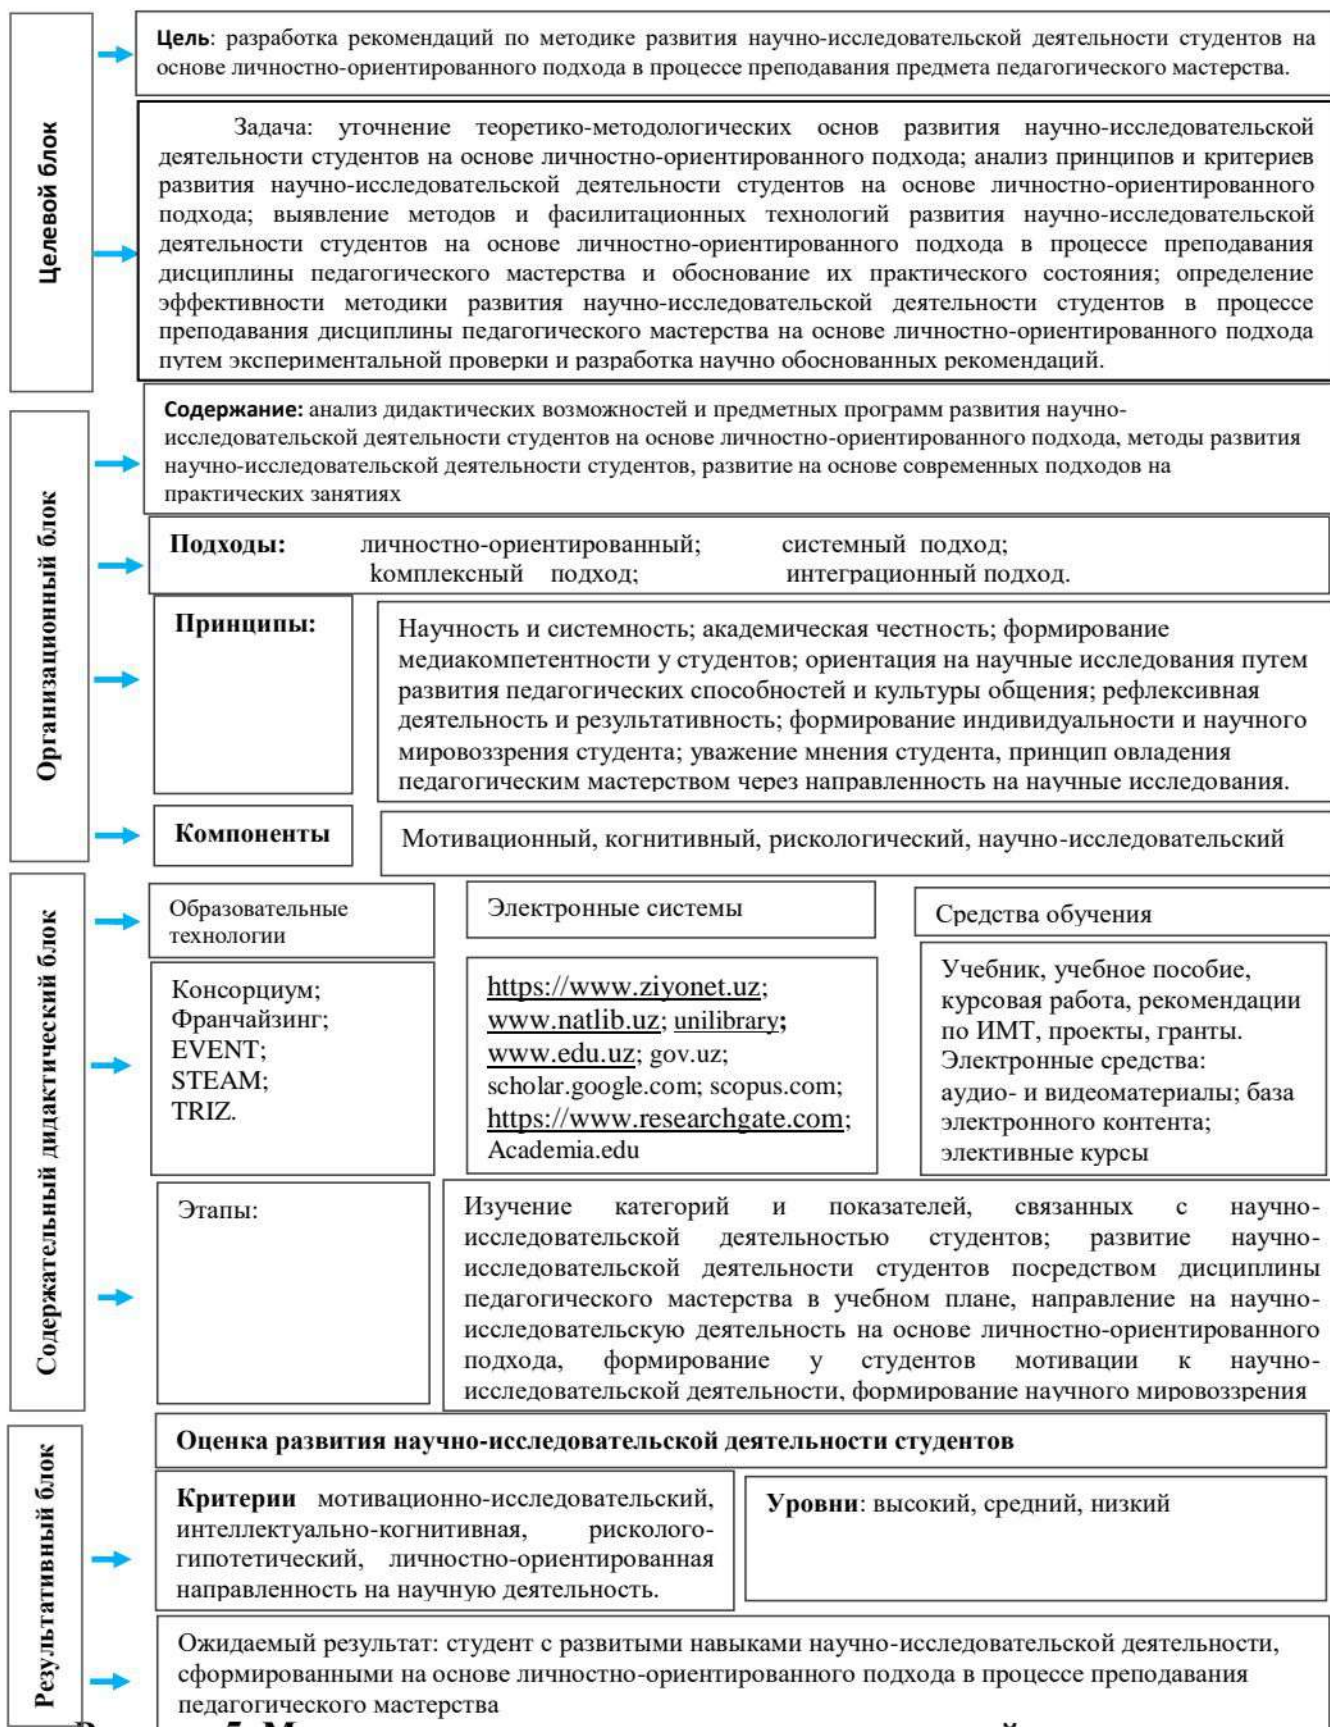 Целевой блок
Цель: разработка рекомендаций по методике развития научно-исследовательской деятельности студентов на
основе личностно-ориентированного подхода в процессе преподавания предмета педагогического мастерства.
Задача: уточнение теоретико-методологических основ развития научно-исследовательской
деятельности студентов на основе личностно-ориентированного подхода; анализ принципов и критериев
развития научно-исследовательской деятельности студентов на основе личностно-ориентированного
подхода; выявление методов и фасилитационных технологий развития научно-исследовательской
деятельности студентов на основе личностно-ориентированного подхода в процессе преподавания
дисциплины педагогического мастерства и обоснование их практического состояния; определение
эффективности методики развития научно-исследовательской деятельности студентов в процессе
преподавания дисциплины педагогического мастерства на основе личностно-ориентированного подхода
путем экспериментальной проверки и разработка научно обоснованных рекомендаций.
Организационный блок
Содержание: анализ дидактических возможностей и предметных программ развития научно-
исследовательской деятельности студентов на основе личностно-ориентированного подхода, методы развития
научно-исследовательской деятельности студентов, развитие на основе современных подходов на
практических занятиях
Подходы: личностно-ориентированный; системный подход;
комплексный подход; интеграционный подход.
Принципы:
Научность и системность; академическая честность; формирование
медиакомпетентности у студентов; ориентация на научные исследования путем
развития педагогических способностей и культуры общения; рефлексивная
деятельность и результативность; формирование индивидуальности и научного
мировоззрения студента; уважение мнения студента, принцип овладения
педагогическим мастерством через направленность на научные исследования.
Компоненты
Мотивационный, когнитивный, рискологический, научно-исследовательский
Содержательный дидактический блок
Образовательные
технологии
Электронные системы
Средства обучения
Консорциум;
Франчайзинг;
EVENT;
STEAM;
TRIZ.
https://www.ziyonet.uz;
www.natlib.uz; unilibrary;
www.edu.uz; gov.uz;
scholar.google.com; scopus.com;
https://www.researchgate.com;
Academia.edu
Учебник, учебное пособие,
курсовая работа, рекомендации
по ИМТ, проекты, гранты.
Электронные средства:
аудио- и видеоматериалы; база
электронного контента;
элективные курсы
Этапы:
Изучение категорий и показателей, связанных с научно-
исследовательской деятельностью студентов; развитие научно-
исследовательской деятельности студентов посредством дисциплины
педагогического мастерства в учебном плане, направление на научно-
исследовательскую деятельность на основе личностно-ориентированного
подхода, формирование у студентов мотивации к научно-
исследовательской деятельности, формирование научного мировоззрения
Результативный блок
Оценка развития научно-исследовательской деятельности студентов
Критерии мотивационно-исследовательский,
интеллектуально-когнитивная, рисколого-
гипотетический, личностно-ориентированная
направленность на научную деятельность.
Уровни: высокий, средний, низкий
Ожидаемый результат: студент с развитыми навыками научно-исследовательской деятельности,
сформированными на основе личностно-ориентированного подхода в процессе преподавания
педагогического мастерства